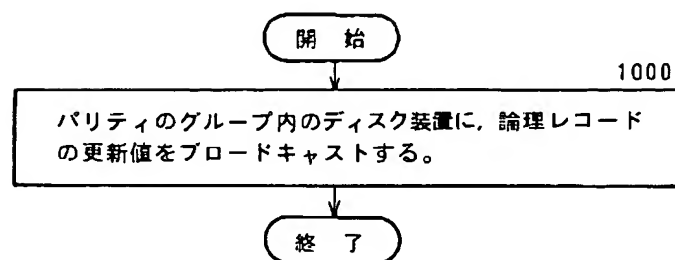 開 始
1000
パリティのグループ内のディスク装置に, 論理レコード
の更新値をブロードキャストする。
終 了